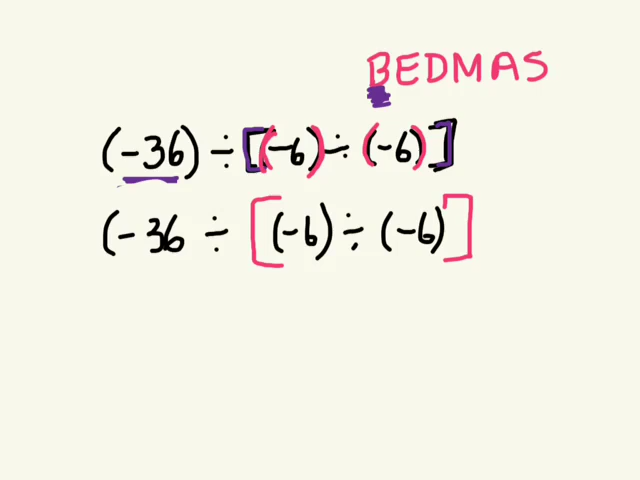 BEDMAS
(-36) ÷ [(-6) ÷ (-6)]
(-36 ÷ [(-6) ÷ (-6)]